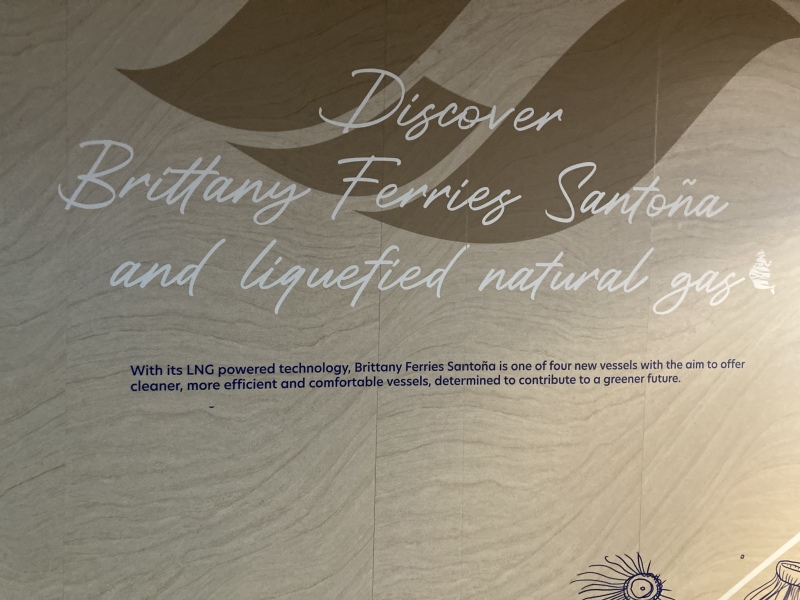 Discover
Brittany Ferries Santoña
and liquefied natural gas
With its LNG powered technology, Brittany Ferries Santoña is one of four new vessels with the aim to offer
cleaner, more efficient and comfortable vessels, determined to contribute to a greener future.